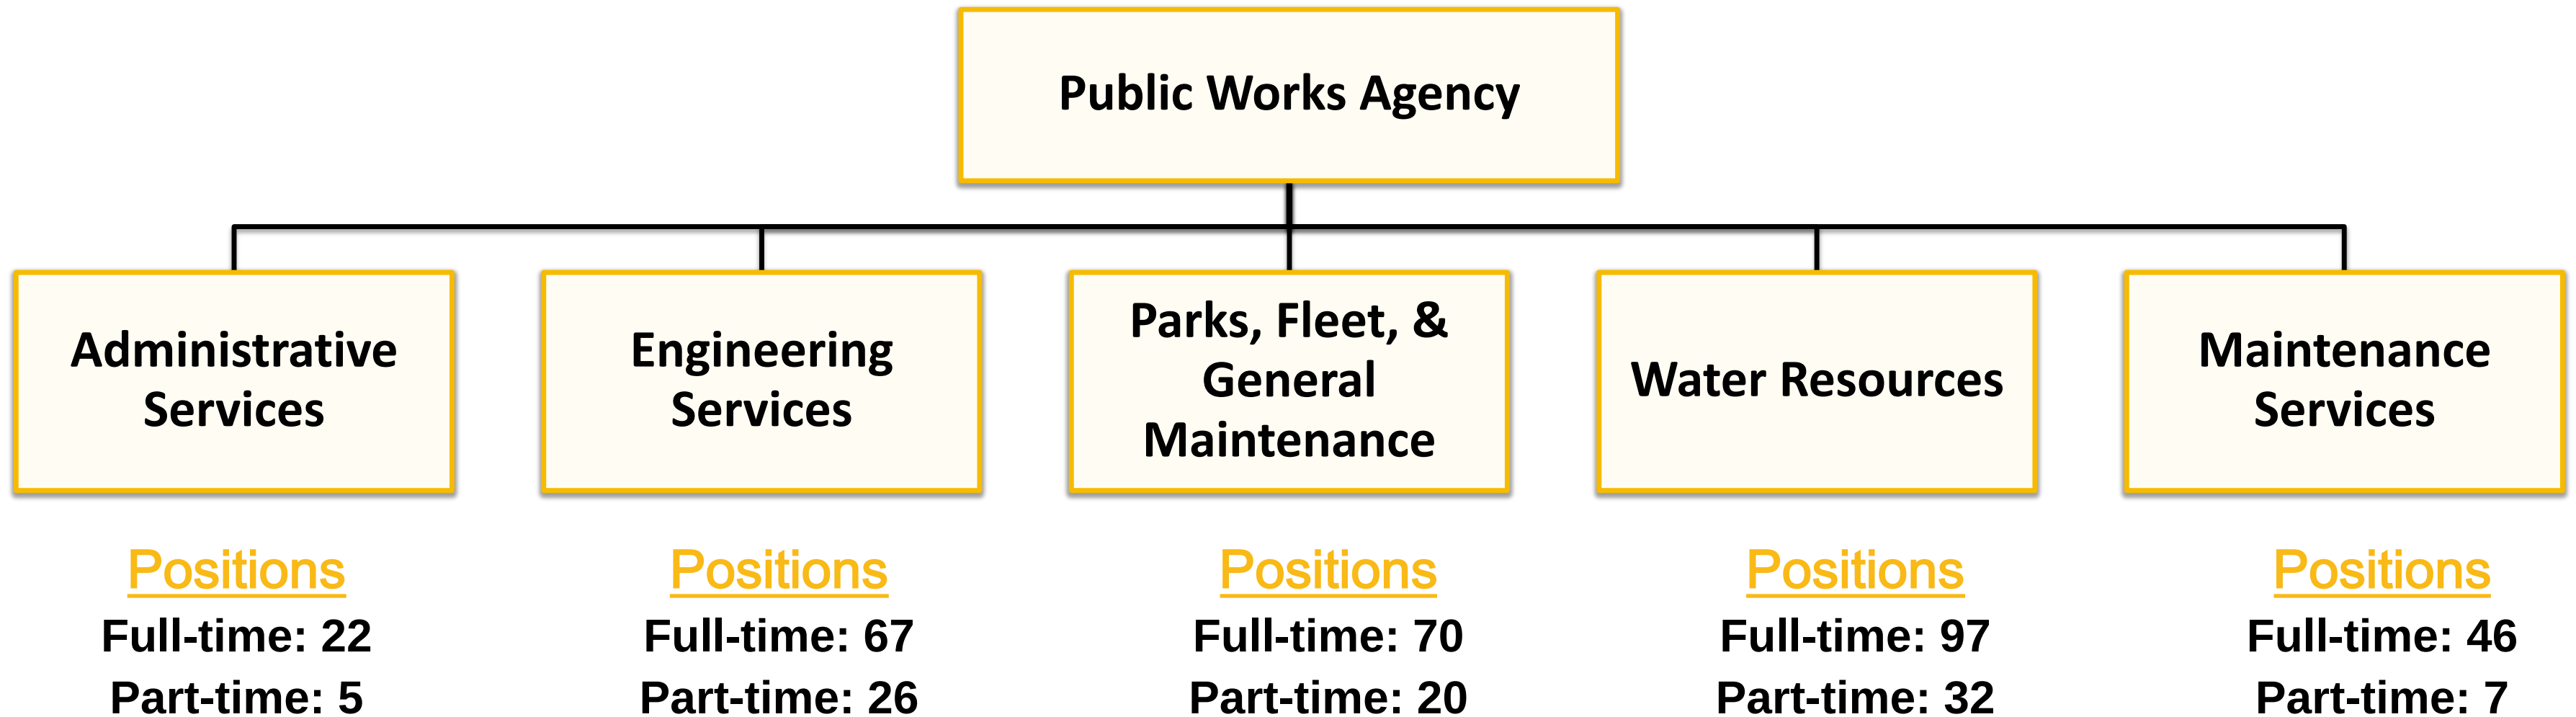 Public Works Agency
Administrative
Services
Engineering
Services
Parks, Fleet, &
General
Maintenance
Water Resources
Maintenance
Services
Positions
Full-time: 22
Part-time: 5
Positions
Full-time: 67
Part-time: 26
Positions
Full-time: 70
Part-time: 20
Positions
Full-time: 97
Part-time: 32
Positions
Full-time: 46
Part-time: 7